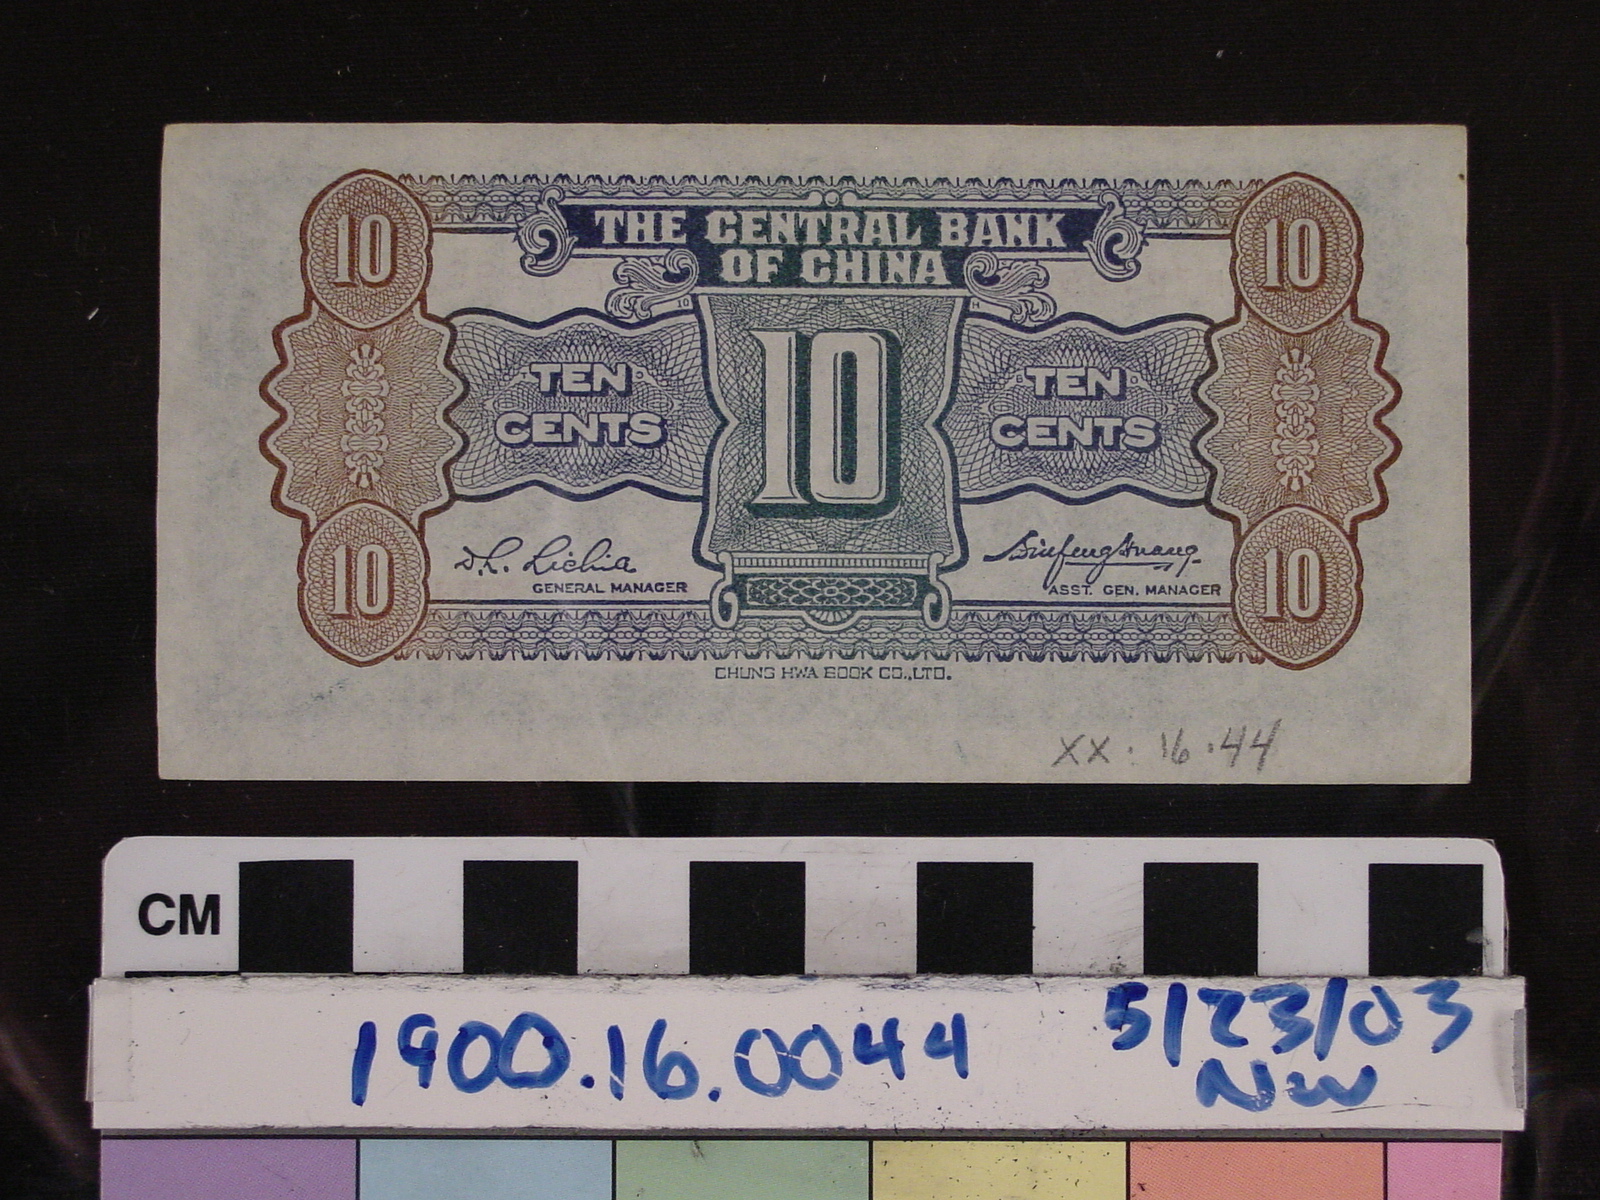 10 10
THE CENTRAL BANK
OF CHINA
10
TEN
CENTS
TEN
CENTS
D.L. Lichia
GENERAL MANAGER
ASST. GEN. MANAGER
10 10
CHUNG HWA BOOK CO.,LTD.
XX.16.44
CM
1900.16.0044
5/23/03
NW